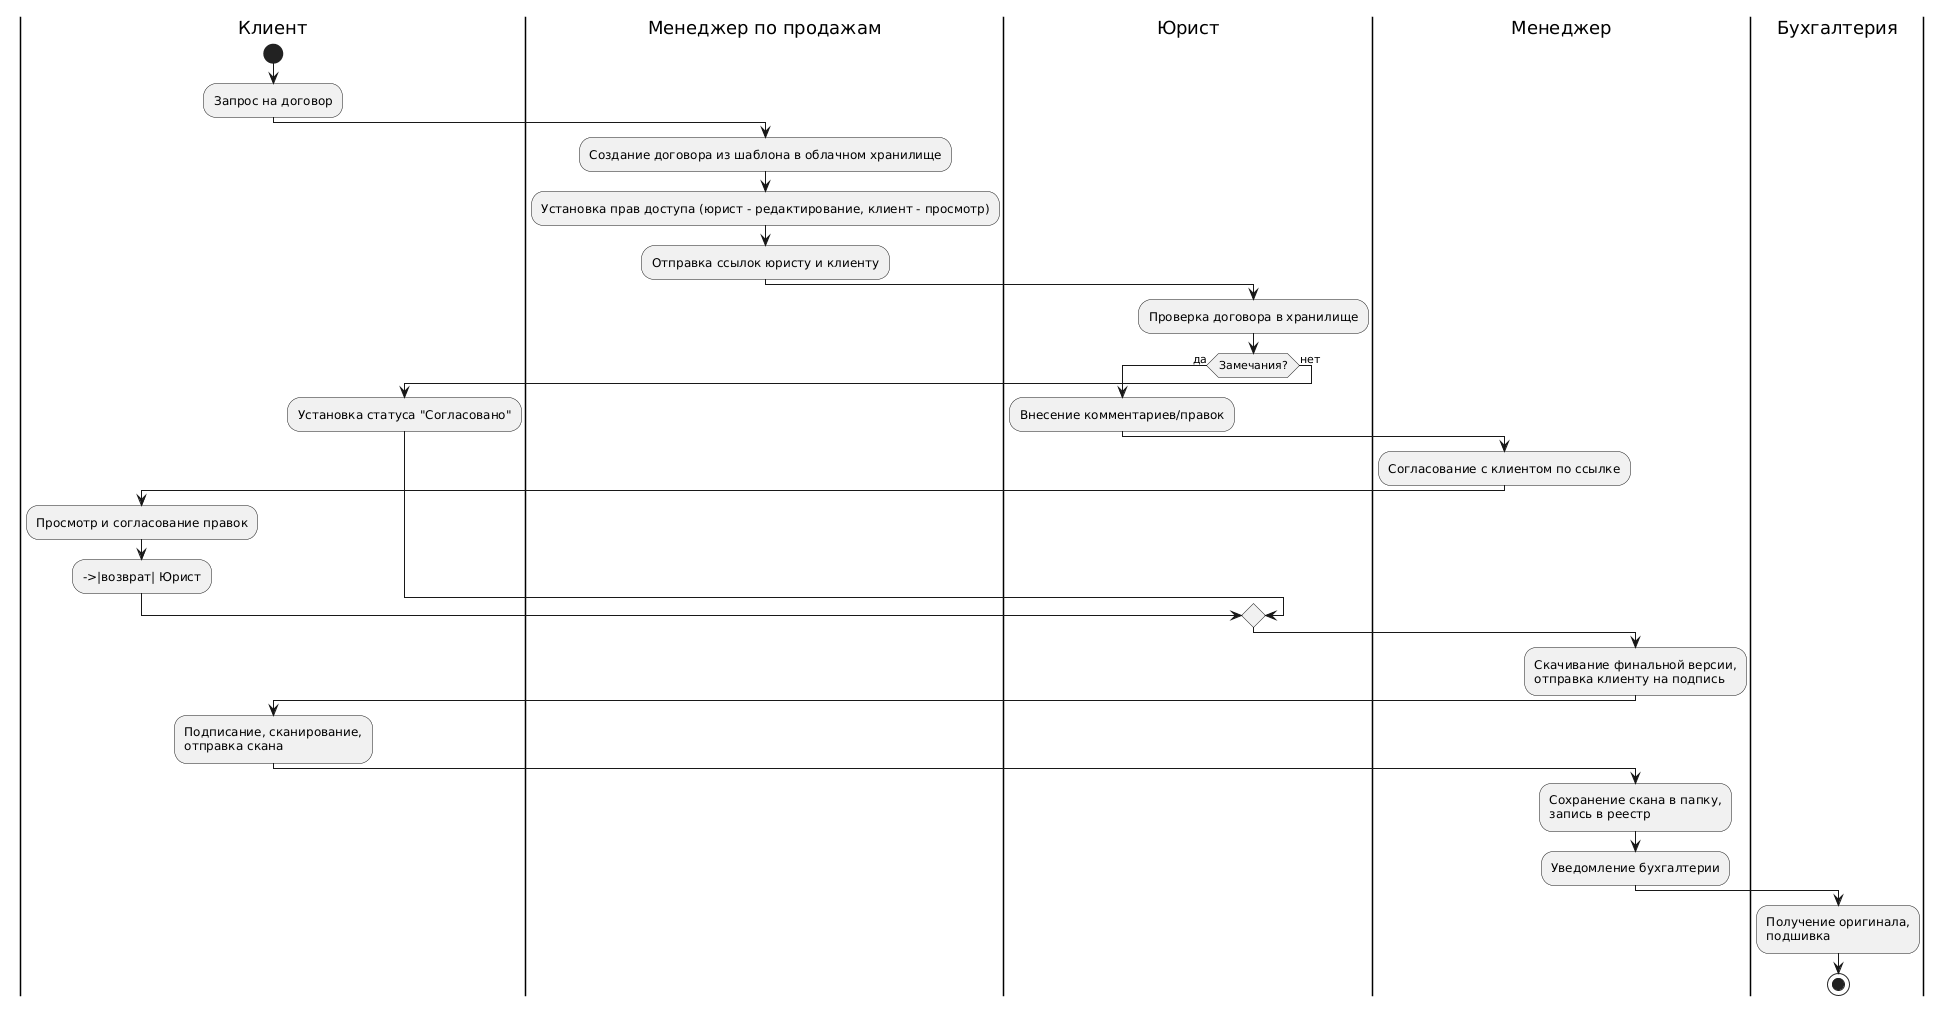 Клиент
Менеджер по продажам
Юрист
Менеджер
Бухгалтерия
Запрос на договор
Создание договора из шаблона в облачном хранилище
Установка прав доступа (юрист - редактирование, клиент - просмотр)
Отправка ссылок юристу и клиенту
Проверка договора в хранилище
да
Замечания?
нет
Установка статуса "Согласовано"
Внесение комментариев/правок
Согласование с клиентом по ссылке
Просмотр и согласование правок
->|возврат| Юрист
Скачивание финальной версии,
отправка клиенту на подпись
Подписание, сканирование,
отправка скана
Сохранение скана в папку,
запись в реестр
Уведомление бухгалтерии
Получение оригинала,
подшивка